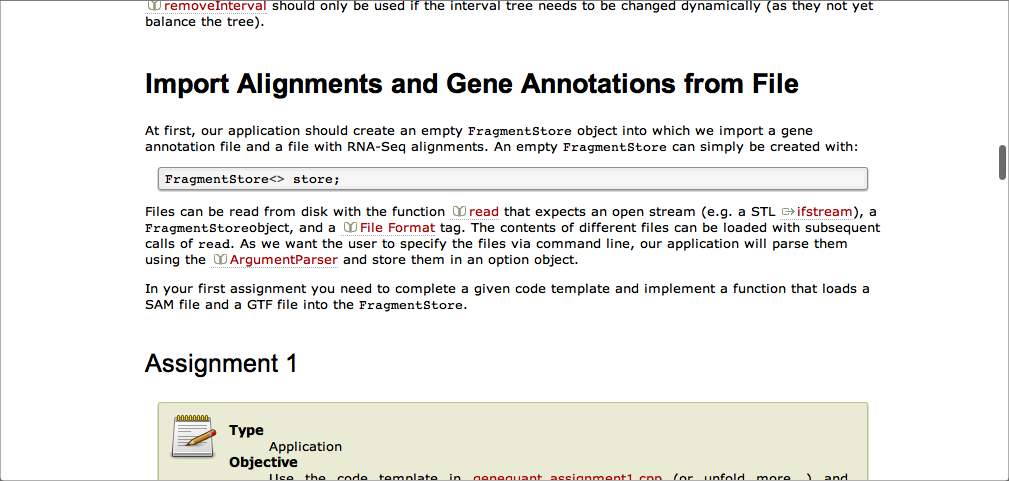 removeInterval should only be used if the interval tree needs to be changed dynamically (as they not yet
balance the tree).
Import Alignments and Gene Annotations from File
At first, our application should create an empty FragmentStore object into which we import a gene
annotation file and a file with RNA-Seq alignments. An empty FragmentStore can simply be created with:
FragmentStore<> store;
Files can be read from disk with the function read that expects an open stream (e.g. a STL ifstream), a
FragmentStoreobject, and a File Format tag. The contents of different files can be loaded with subsequent
calls of read. As we want the user to specify the files via command line, our application will parse them
using the ArgumentParser and store them in an option object.
In your first assignment you need to complete a given code template and implement a function that loads a
SAM file and a GTF file into the FragmentStore.
Assignment 1
Type
Application
Objective
Use the code template in genequant_assignment1.cpp (or unfold more...) and